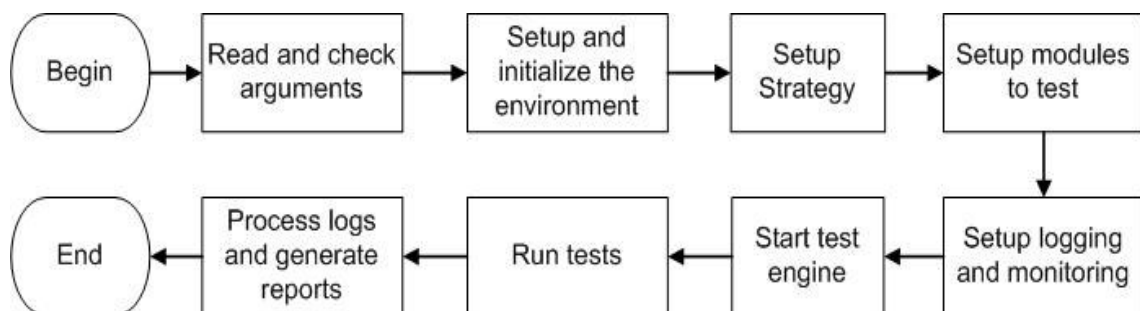 Begin
Read and check
arguments
Setup and
initialize the
environment
Setup
Strategy
Setup modules
to test
Setup logging
and monitoring
Start test
engine
Run tests
Process logs
and generate
reports
End